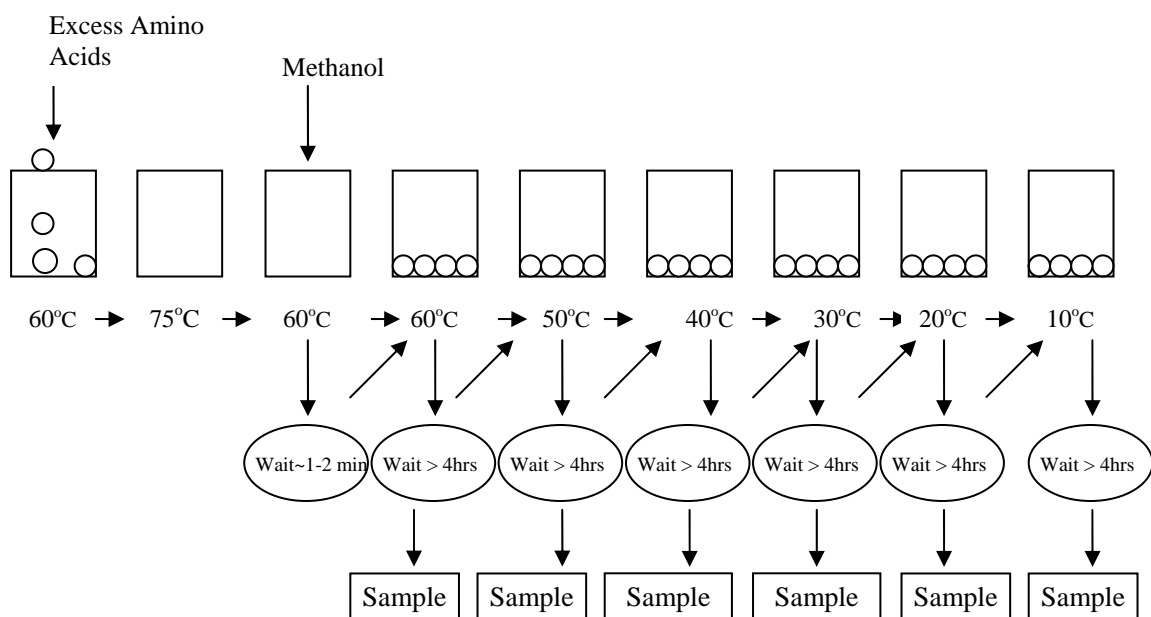 Excess Amino
Acids
Methanol
60°C
75°C
60°C
60°C
50°C
40°C
30°C
20°C
10°C
Wait~1-2 min
Wait > 4hrs
Wait > 4hrs
Wait > 4hrs
Wait > 4hrs
Wait > 4hrs
Wait > 4hrs
Sample
Sample
Sample
Sample
Sample
Sample